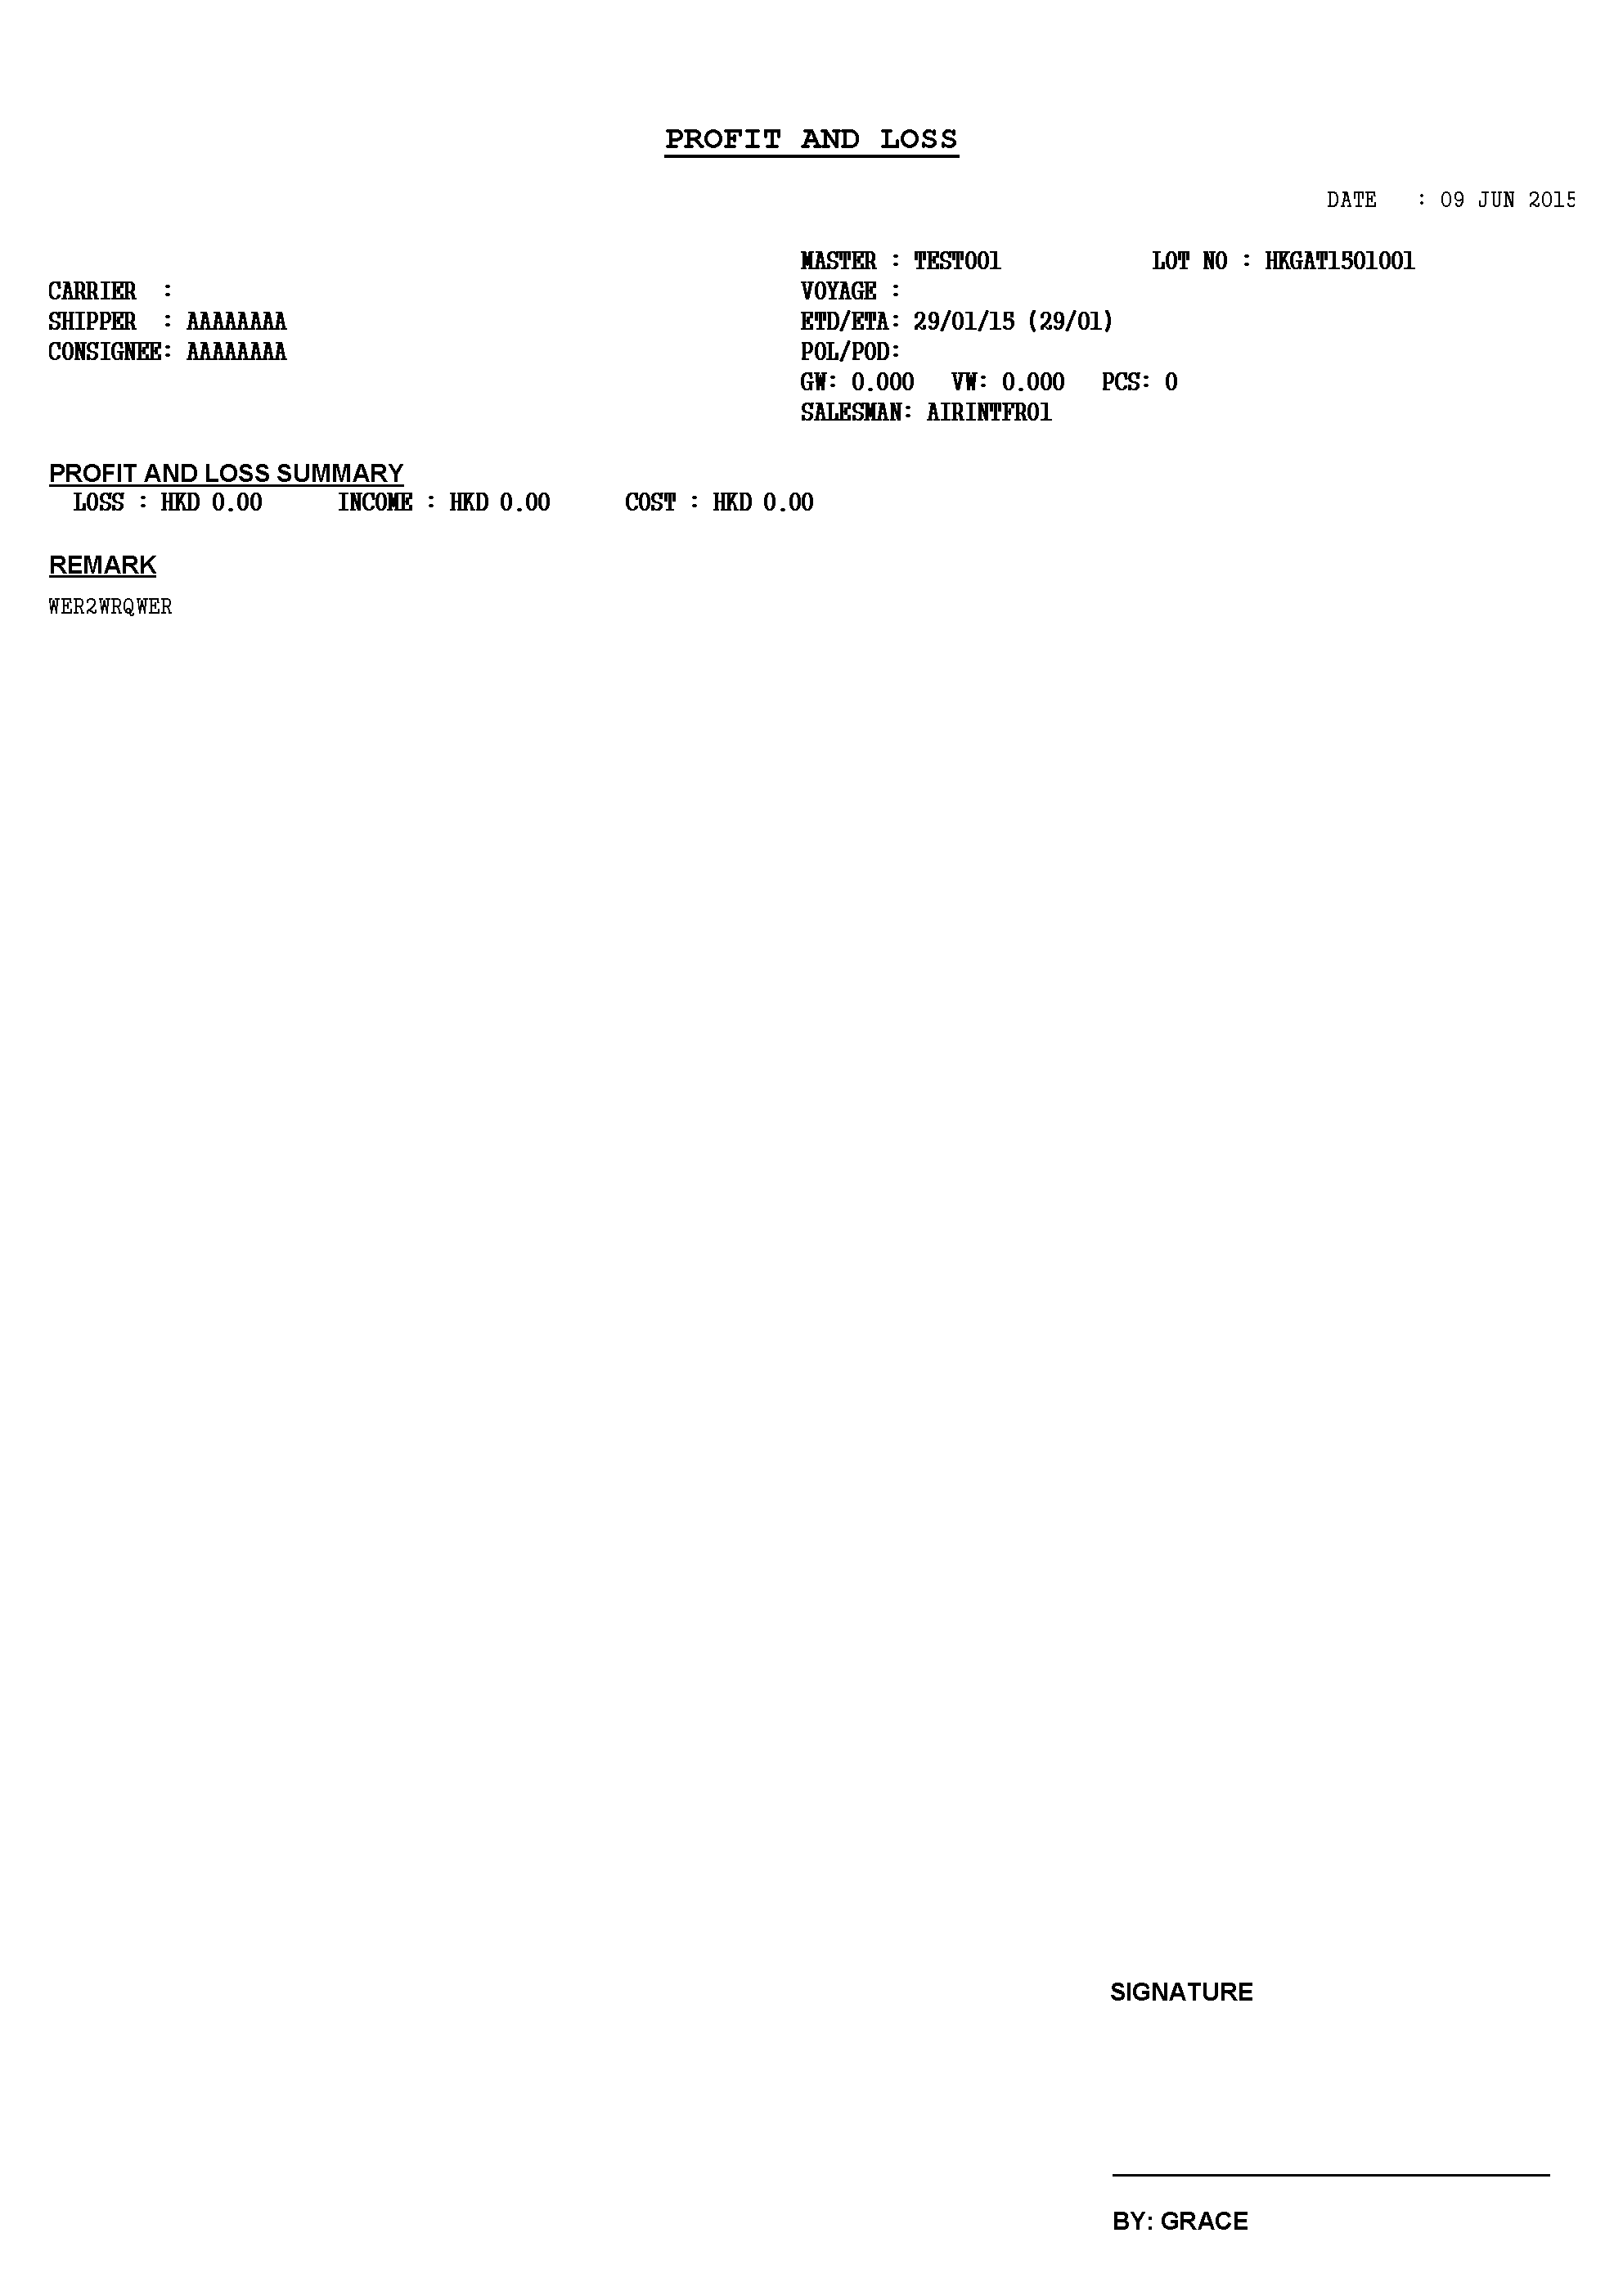 PROFIT AND LOSS
DATE : 09 JUN 2015
MASTER : TEST001 LOT NO : HKGAT1501001
CARRIER : VOYAGE :
SHIPPER : AAAAAAAA ETD/ETA: 29/01/15 (29/01)
CONSIGNEE: AAAAAAAA POL/POD:
GW: 0.000 VW: 0.000 PCS: 0
SALESMAN: AIRINTFR01
PROFIT AND LOSS SUMMARY
LOSS : HKD 0.00 INCOME : HKD 0.00 COST : HKD 0.00
REMARK
WER2WRQWER
SIGNATURE
BY: GRACE